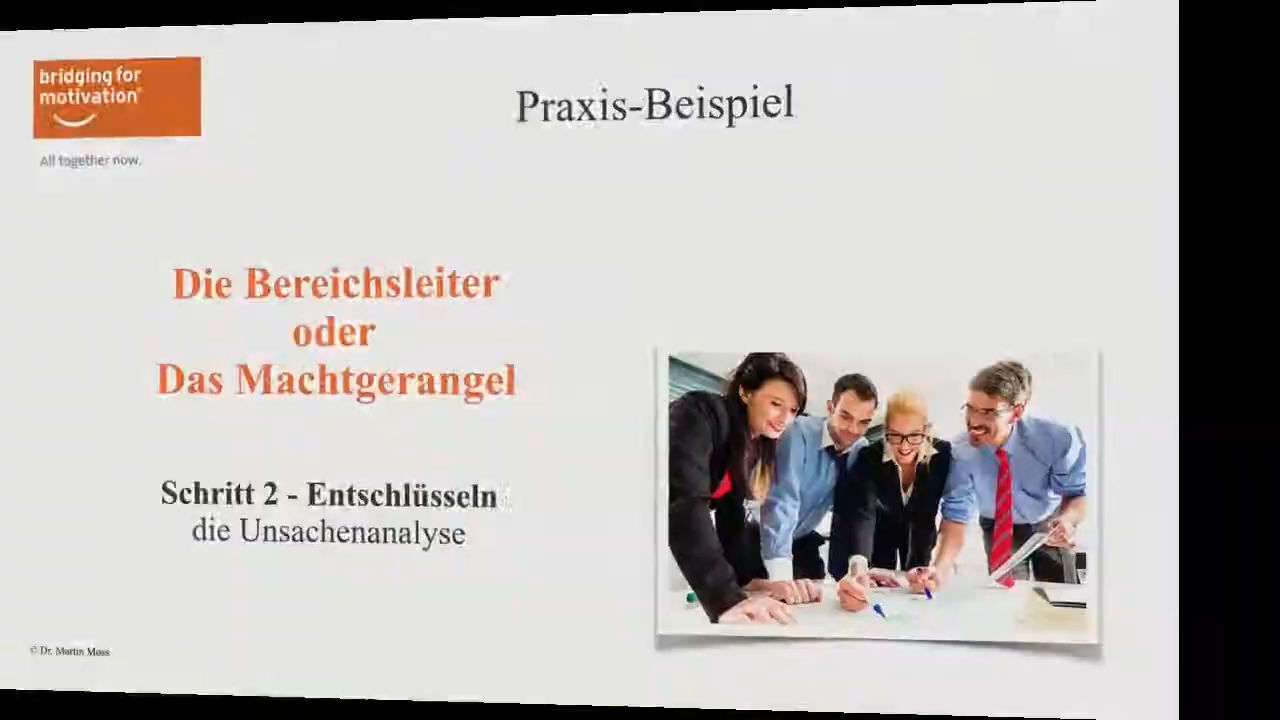 bridging for
motivation
All together now.
Praxis-Beispiel
Die Bereichsleiter
oder
Das Machtgerangel
Schritt 2 - Entschlüsseln
die Unsachenanalyse
© Dr. Martin Moss